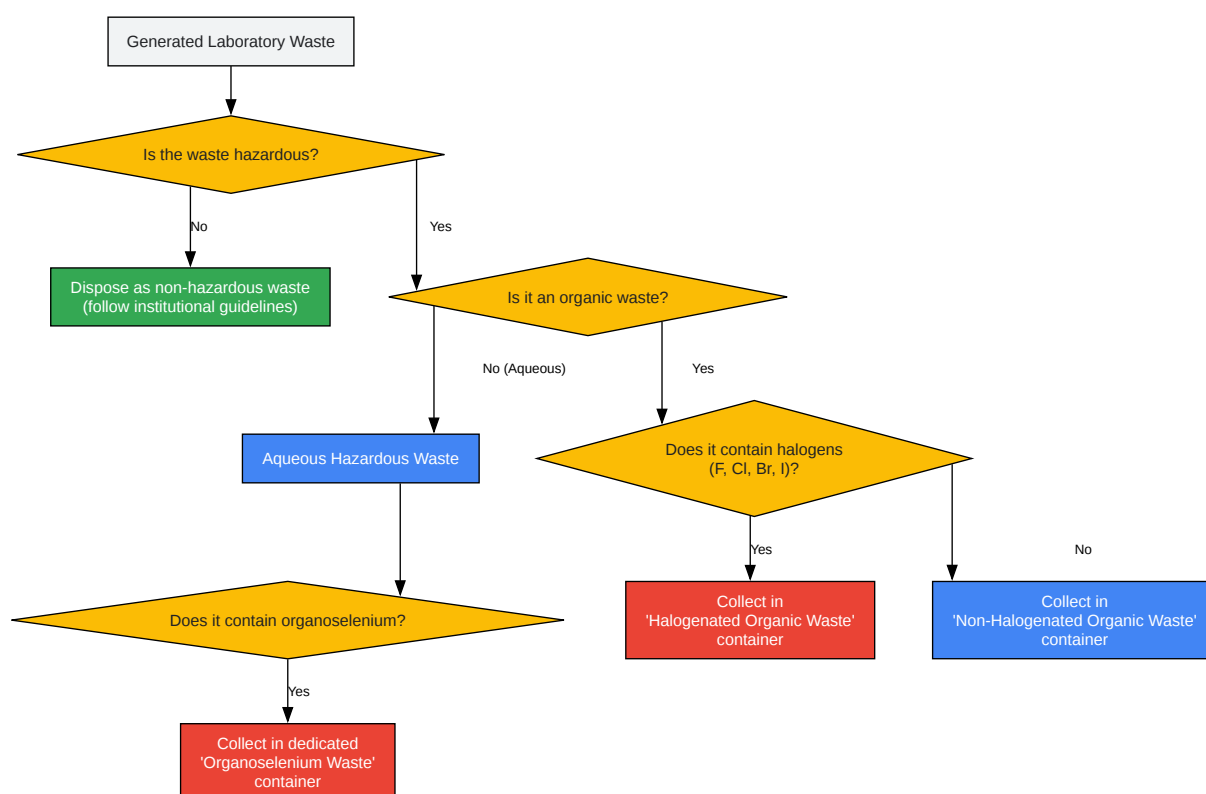 Generated Laboratory Waste
Is the waste hazardous?
No
Yes
Dispose as non-hazardous waste
(follow institutional guidelines)
Is it an organic waste?
No (Aqueous)
Yes
Aqueous Hazardous Waste
Does it contain halogens
(F, Cl, Br, I)?
Yes
No
Does it contain organoselenium?
Collect in
'Halogenated Organic Waste'
container
Collect in
'Non-Halogenated Organic Waste'
container
Yes
Collect in dedicated
'Organoselenium Waste'
container